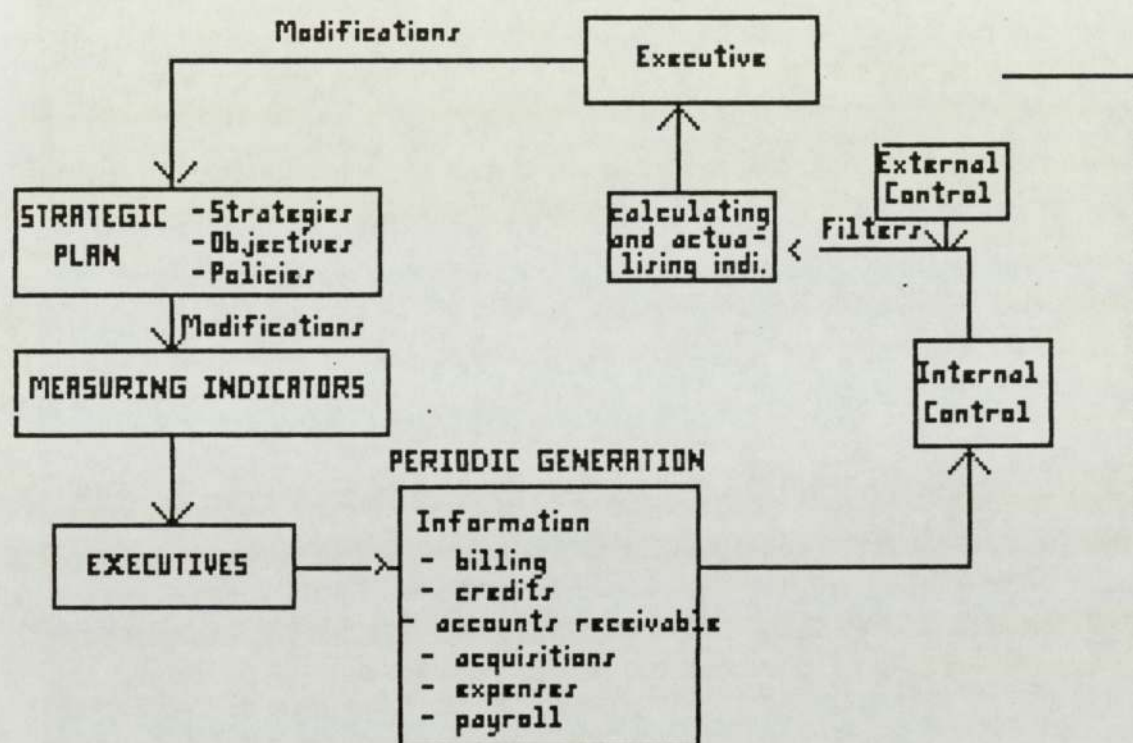 Modifications
Executive
External
Control
STRATEGIC
PLAN
-Strategies
-Objectives
-Policies
calculating
and actua-
lising indi.
Filters
Modifications
MEASURING INDICATORS
Internal
Control
PERIODIC GENERATION
EXECUTIVES
Information
- billing
- credits
- accounts receivable
- acquisitions
- expenses
- payroll